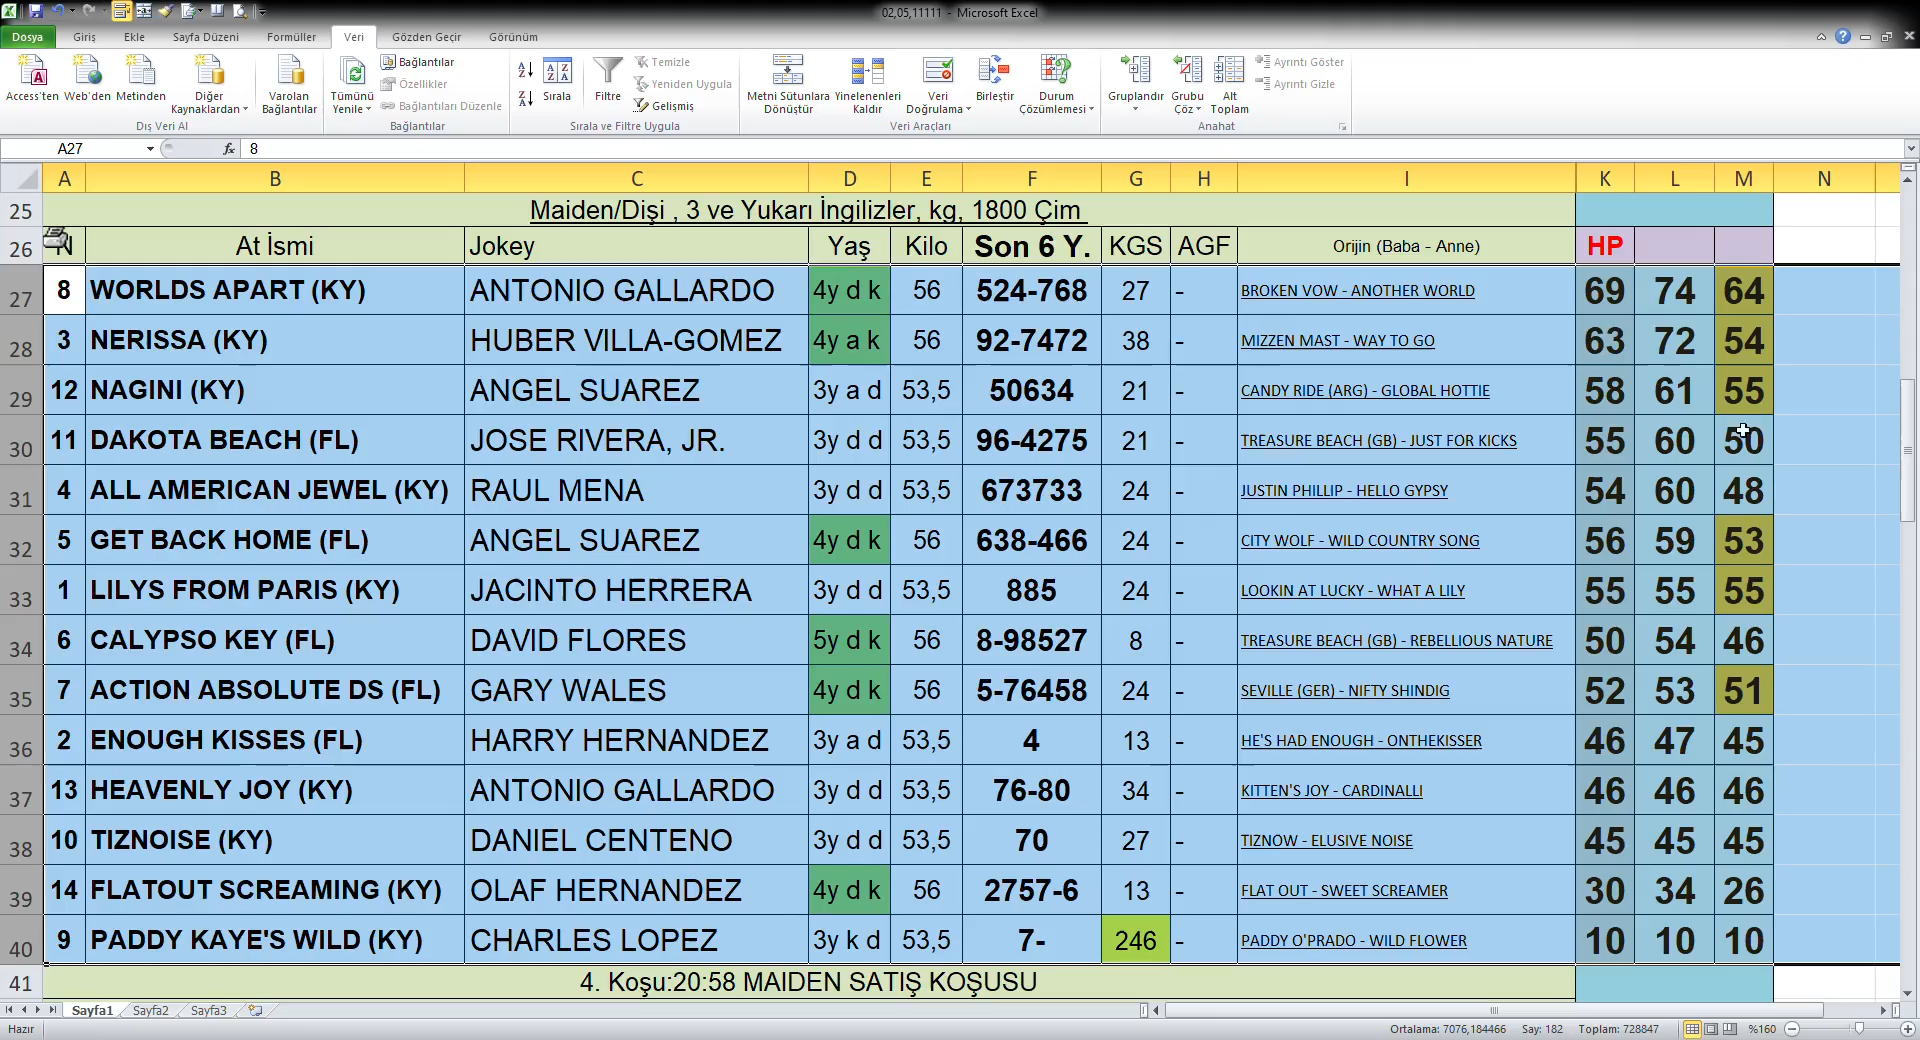 02,05,11111 - Microsoft Excel
Dosya Giriş Ekle Sayfa Düzeni Formüller Veri Gözden Geçir Görünüm
Access'ten Web'den Metinden Diğer Kaynaklardan Varolan Bağlantılar Tümünü Yenile Bağlantılar Özellikler Bağlantıları Düzenle Sırala Filtre Temizle Yeniden Uygula Gelişmiş Metni Sütunlara Dönüştür Yinelenenleri Kaldır Veri Doğrulama Birleştir Durum Çözümlemesi Gruplandır Grubu Çöz Alt Toplam Ayrıntı Göster Ayrıntı Gizle
Dış Veri Al Bağlantılar Sırala ve Filtre Uygula Veri Araçları Anahat
A27 fx 8
A B C D E F G H I K L M N
25 Maiden/Dişi , 3 ve Yukarı İngilizler, kg, 1800 Çim
26 N At İsmi Jokey Yaş Kilo Son 6 Y. KGS AGF Orijin (Baba - Anne) HP
27 8 WORLDS APART (KY) ANTONIO GALLARDO 4y d k 56 524-768 27 - BROKEN VOW - ANOTHER WORLD 69 74 64
28 3 NERISSA (KY) HUBER VILLA-GOMEZ 4y a k 56 92-7472 38 - MIZZEN MAST - WAY TO GO 63 72 54
29 12 NAGINI (KY) ANGEL SUAREZ 3y a d 53,5 50634 21 - CANDY RIDE (ARG) - GLOBAL HOTTIE 58 61 55
30 11 DAKOTA BEACH (FL) JOSE RIVERA, JR. 3y d d 53,5 96-4275 21 - TREASURE BEACH (GB) - JUST FOR KICKS 55 60 50
31 4 ALL AMERICAN JEWEL (KY) RAUL MENA 3y d d 53,5 673733 24 - JUSTIN PHILLIP - HELLO GYPSY 54 60 48
32 5 GET BACK HOME (FL) ANGEL SUAREZ 4y d k 56 638-466 24 - CITY WOLF - WILD COUNTRY SONG 56 59 53
33 1 LILYS FROM PARIS (KY) JACINTO HERRERA 3y d d 53,5 885 24 - LOOKIN AT LUCKY - WHAT A LILY 55 55 55
34 6 CALYPSO KEY (FL) DAVID FLORES 5y d k 56 8-98527 8 - TREASURE BEACH (GB) - REBELLIOUS NATURE 50 54 46
35 7 ACTION ABSOLUTE DS (FL) GARY WALES 4y d k 56 5-76458 24 - SEVILLE (GER) - NIFTY SHINDIG 52 53 51
36 2 ENOUGH KISSES (FL) HARRY HERNANDEZ 3y a d 53,5 4 13 - HE'S HAD ENOUGH - ONTHEKISSER 46 47 45
37 13 HEAVENLY JOY (KY) ANTONIO GALLARDO 3y d d 53,5 76-80 34 - KITTEN'S JOY - CARDINALLI 46 46 46
38 10 TIZNOISE (KY) DANIEL CENTENO 3y d d 53,5 70 27 - TIZNOW - ELUSIVE NOISE 45 45 45
39 14 FLATOUT SCREAMING (KY) OLAF HERNANDEZ 4y d k 56 2757-6 13 - FLAT OUT - SWEET SCREAMER 30 34 26
40 9 PADDY KAYE'S WILD (KY) CHARLES LOPEZ 3y k d 53,5 7- 246 - PADDY O'PRADO - WILD FLOWER 10 10 10
41 4. Koşu:20:58 MAIDEN SATIŞ KOŞUSU
Sayfa1 Sayfa2 Sayfa3
Hazır Ortalama: 7076,184466 Say: 182 Toplam: 728847 %160